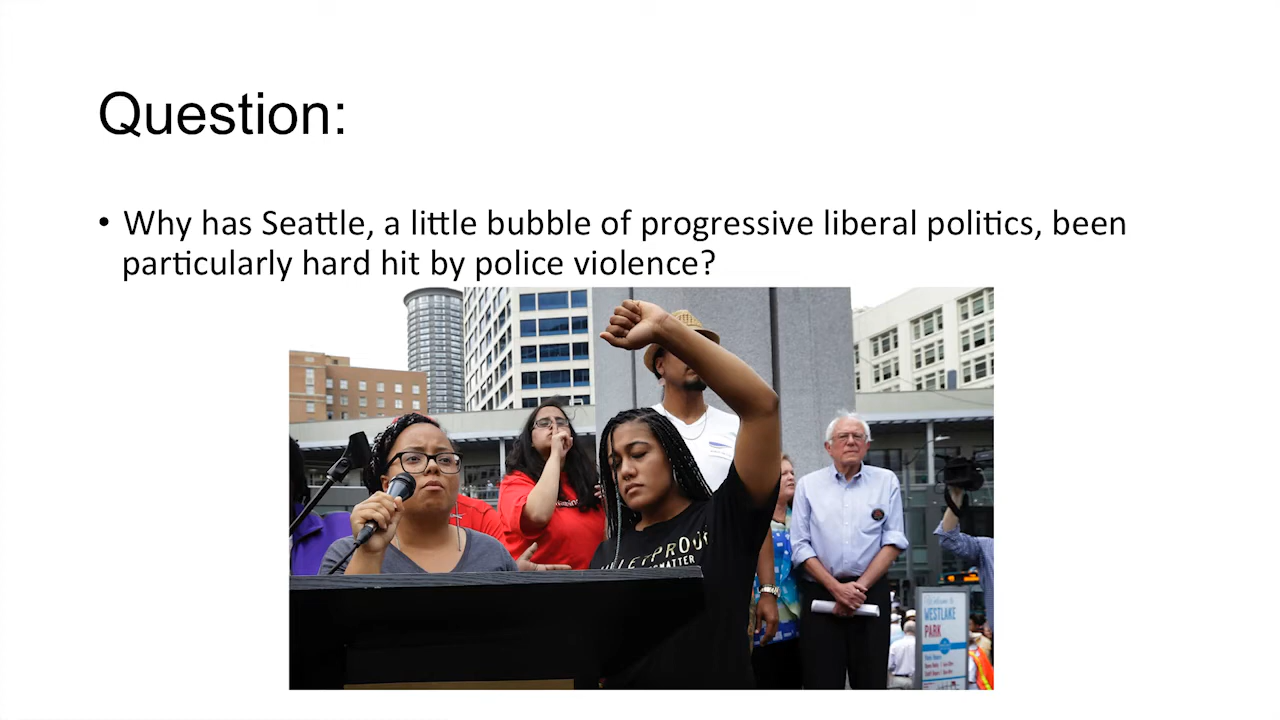 Question:
• Why has Seattle, a little bubble of progressive liberal politics, been
particularly hard hit by police violence?
WESTLAKE
PARK